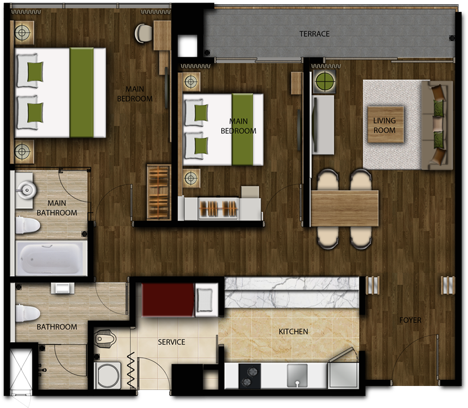 TERRACE
MAIN
BEDROOM
MAIN
BEDROOM
LIVING
ROOM
MAIN
BATHROOM
BATHROOM
SERVICE
KITCHEN
FOYER